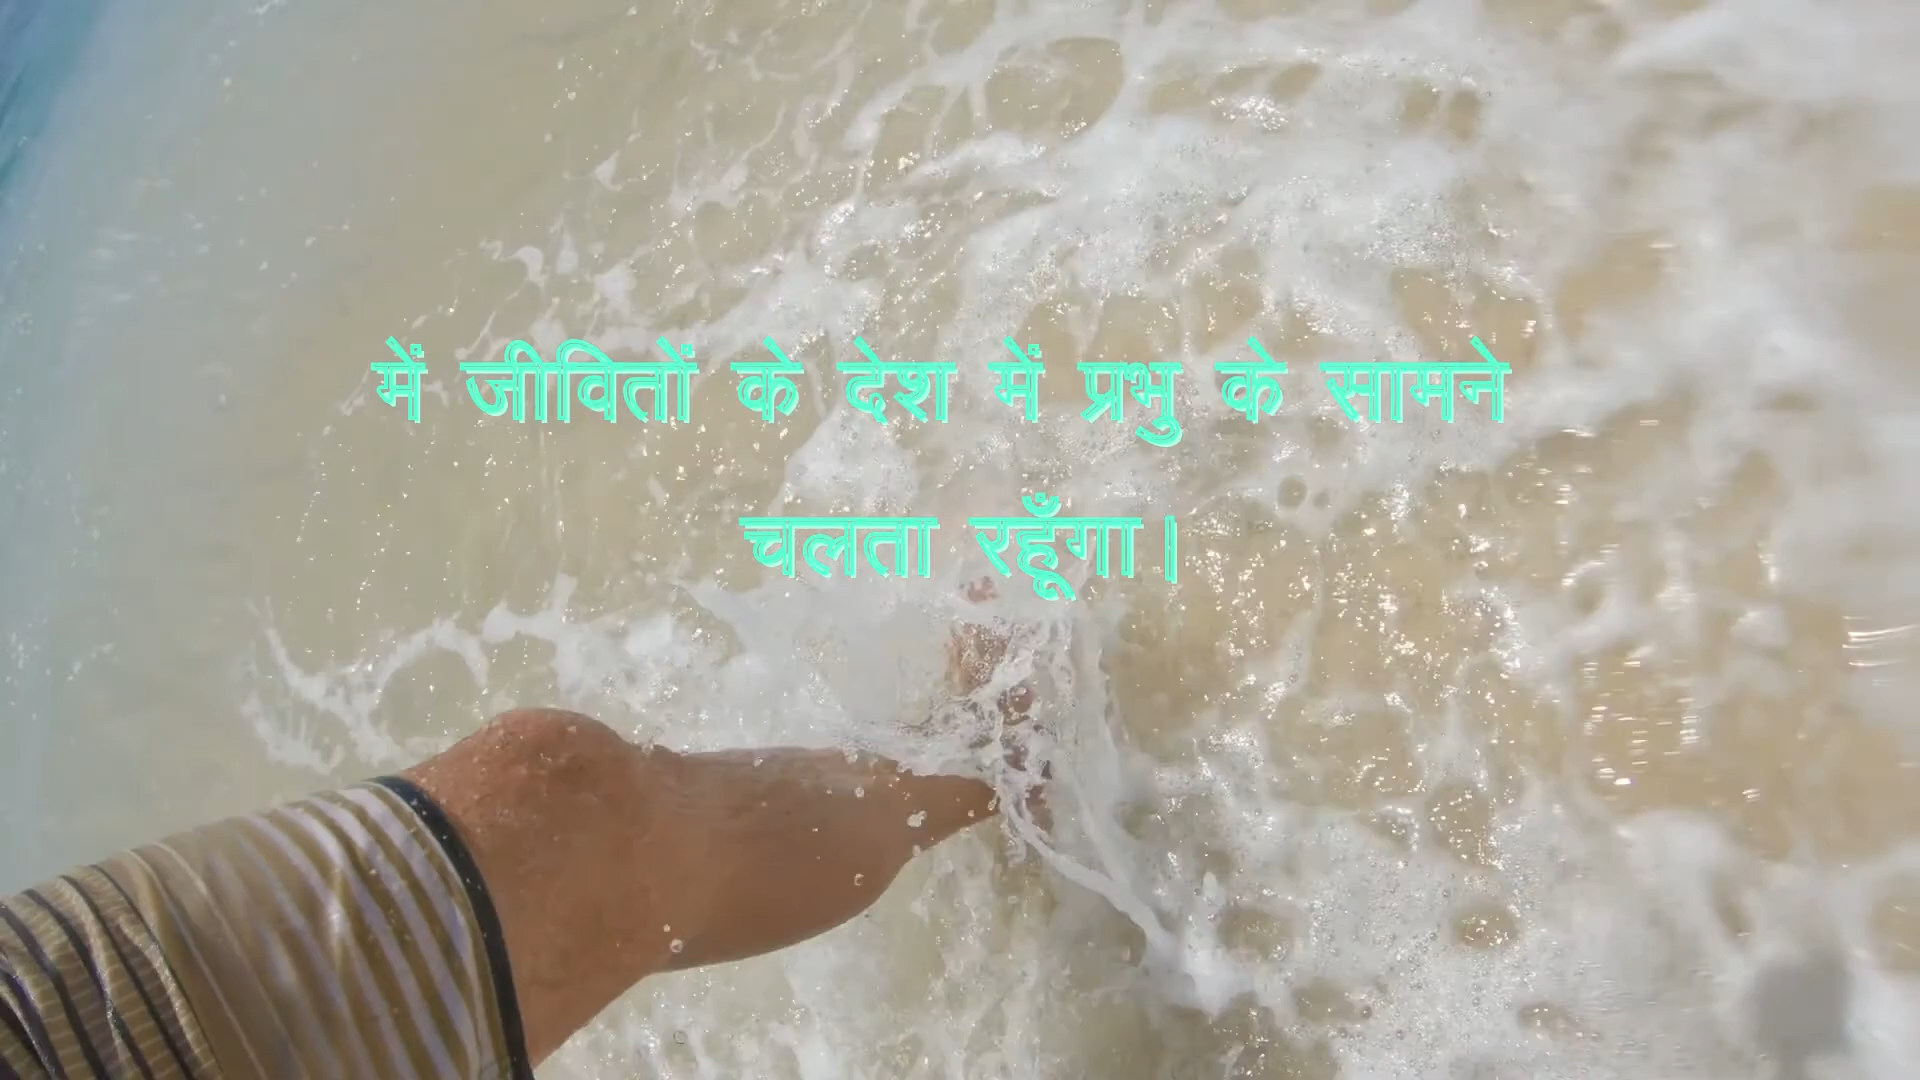 में जीवितों के देश में प्रभु के सामने
चलता रहूँगा।